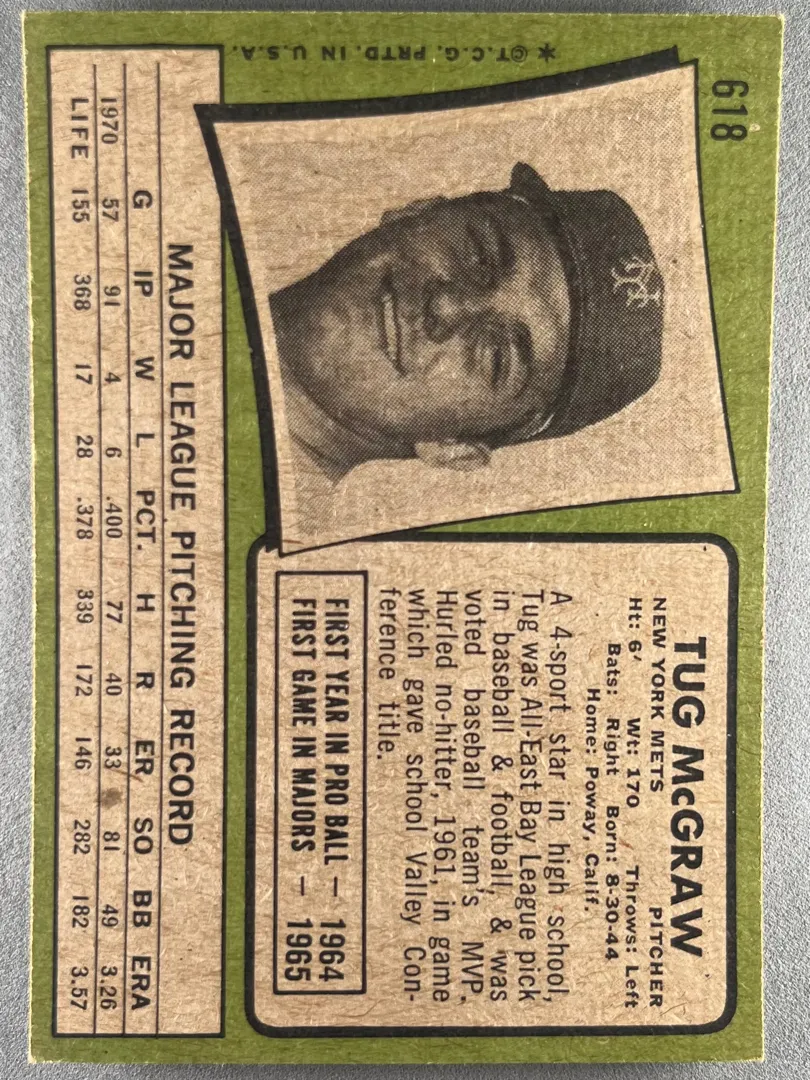 618
TUG McGRAW
NEW YORK METS PITCHER
Ht: 6' Wt: 170 Throws: Left
Bats: Right Born: 8-30-44
Home: Poway, Calif.
A 4-sport star in high school,
Tug was All-East Bay League pick
in baseball & football, & was
voted baseball team's MVP.
Hurled no-hitter, 1961, in game
which gave school Valley Con-
ference title.
FIRST YEAR IN PRO BALL — 1964
FIRST GAME IN MAJORS — 1965
NY
*©T.C.G. PRTD. IN U.S.A.
MAJOR LEAGUE PITCHING RECORD
G IP W L PCT. H R ER SO BB ERA
1970 57 91 4 6 .400 77 40 33 81 49 3.26
LIFE 155 368 17 28 .378 339 172 146 282 182 3.57